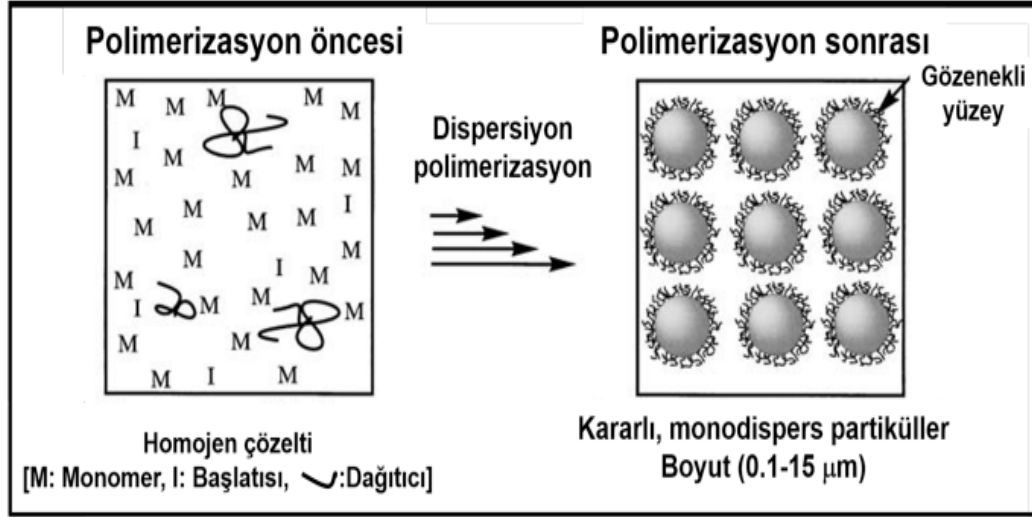 Polimerizasyon öncesi
M M M M M
I
M M M M M
M M M M I
M M
M I M
M I M M M
M M
M I M
Homojen çözelti
[M: Monomer, I: Başlatısı, :Dağıtıcı]
Dispersiyon
polimerizasyon
Polimerizasyon sonrası
Gözenekli
yüzey
Kararlı, monodispers partiküller
Boyut (0.1-15 µm)